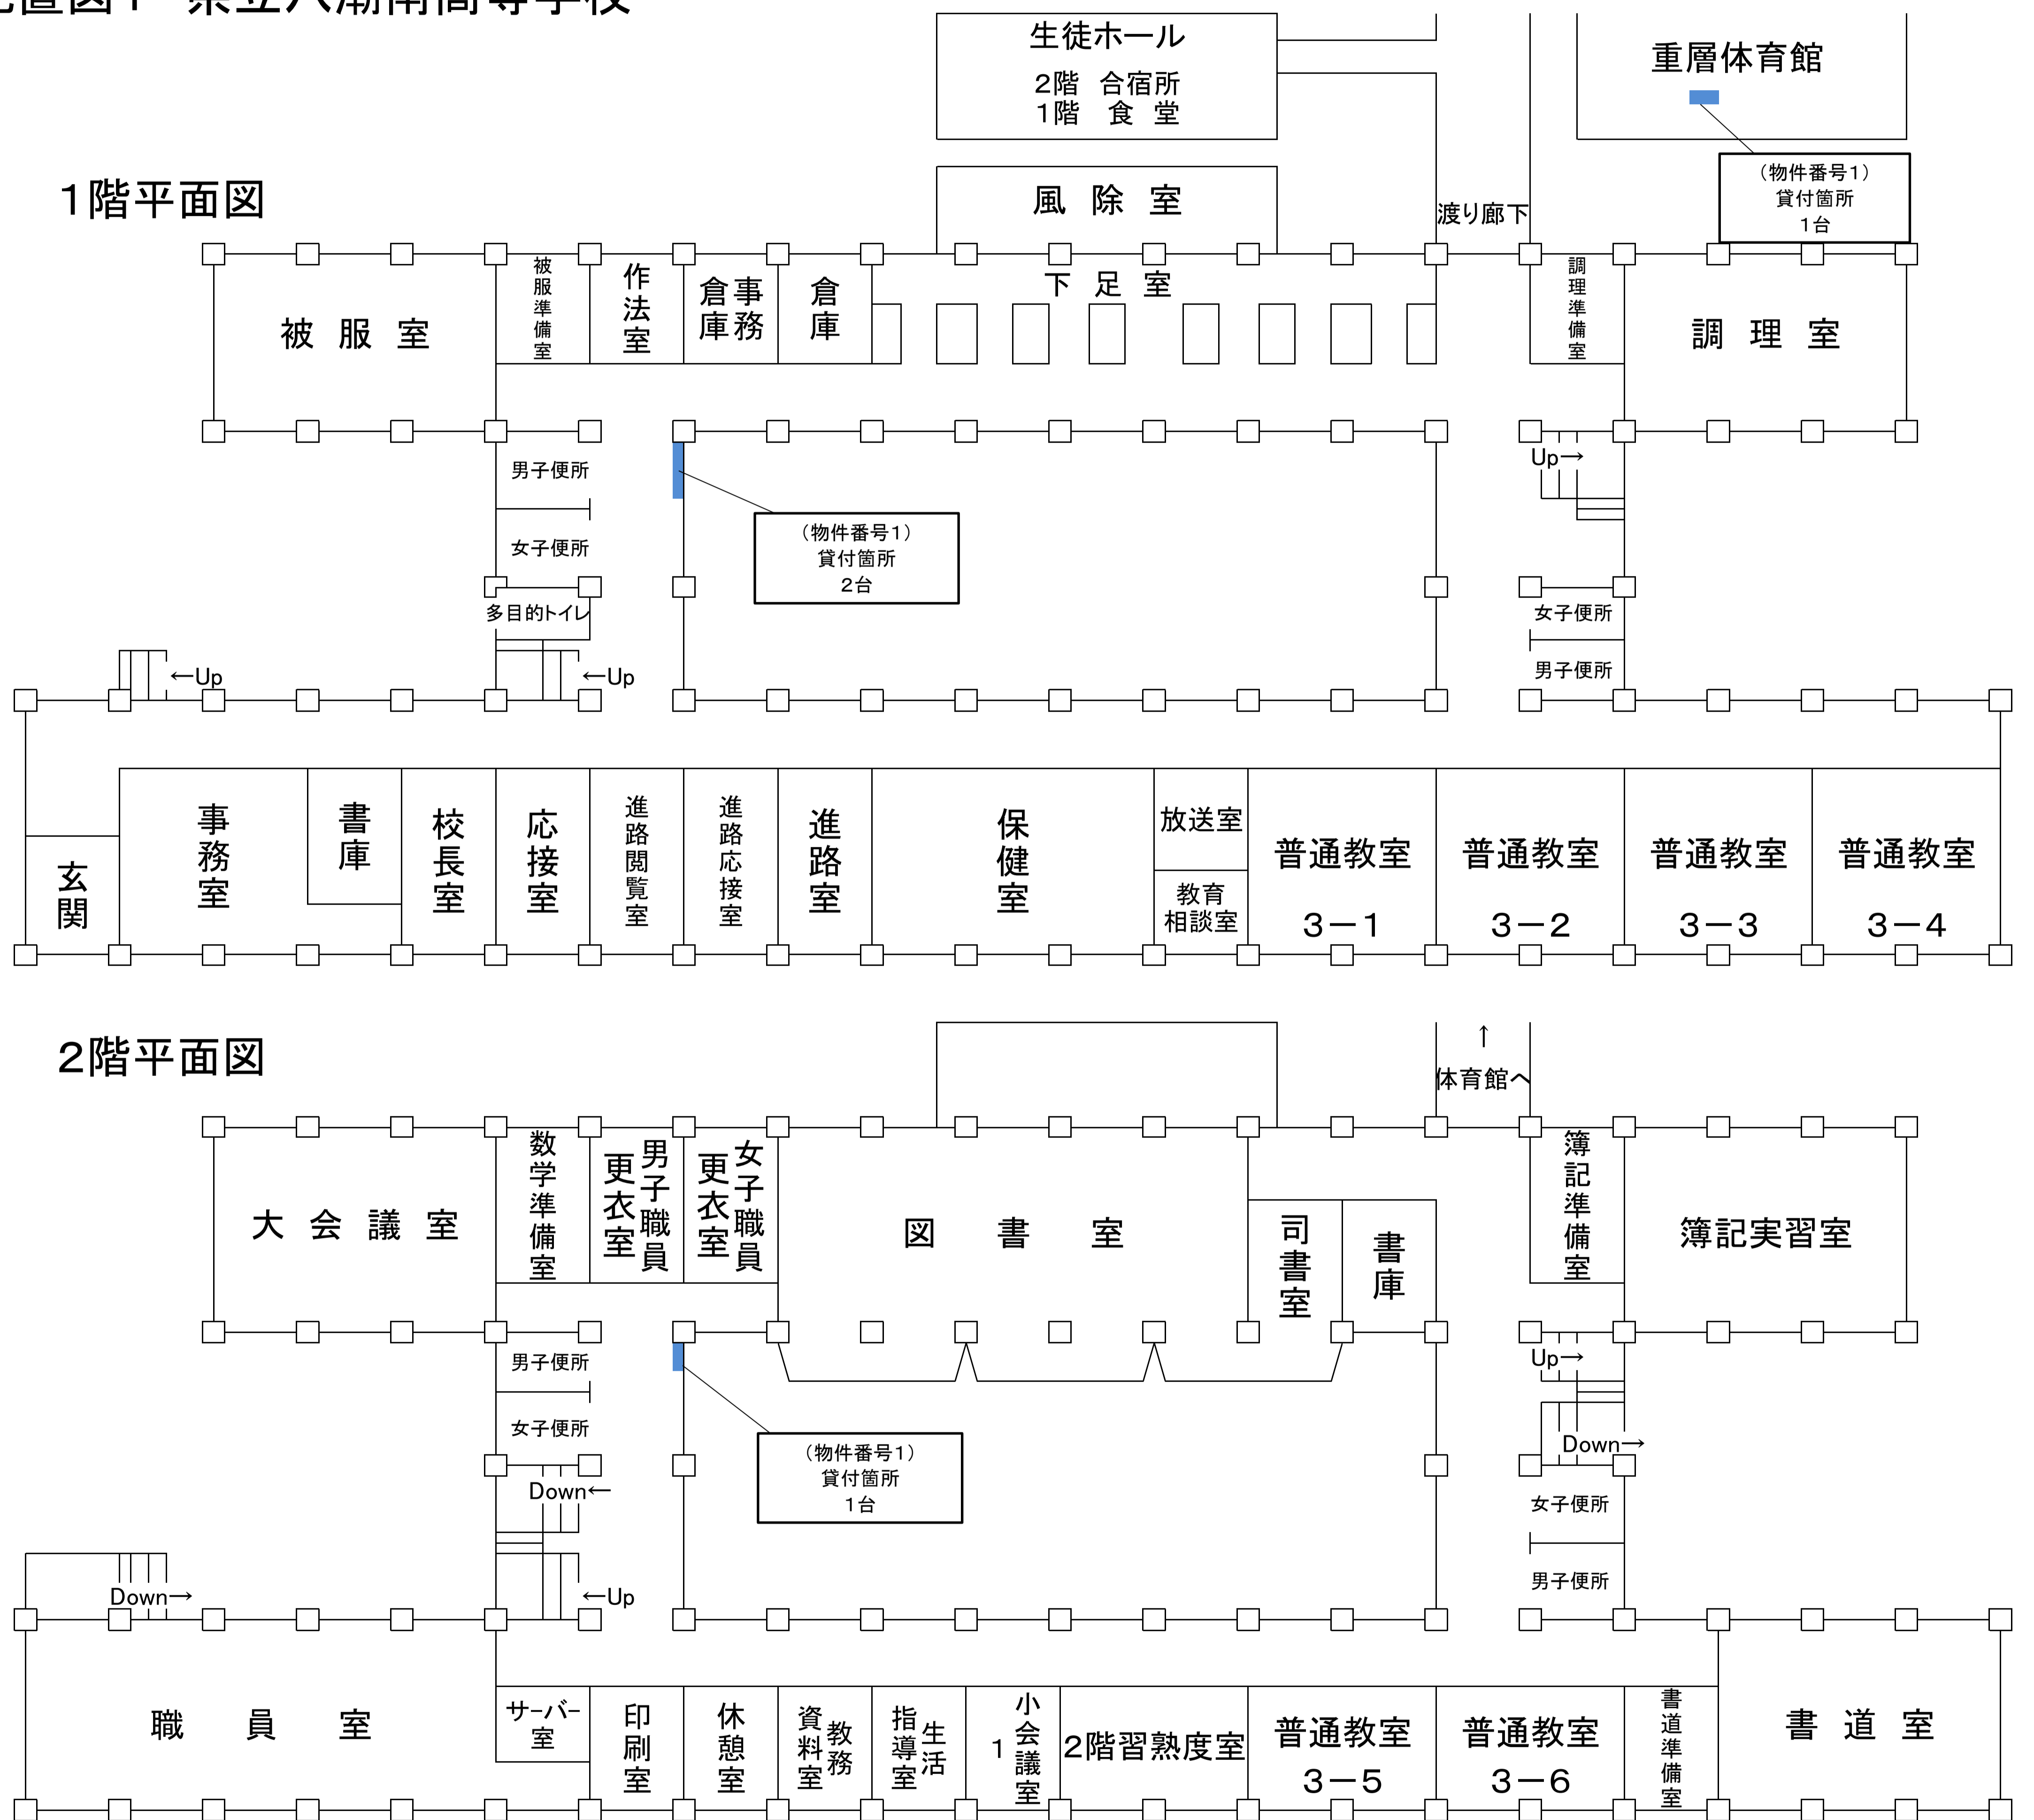 県立八潮南高等学校
生徒ホール
2階 合宿所
1階 食 堂
重層体育館
(物件番号1)
貸付箇所
1台
1階平面図
風 除 室
渡り廊下
被 服 室
被服準備室
作法室
事務倉庫
倉庫
下 足 室
調理準備室
調 理 室
男子便所
女子便所
多目的トイレ
(物件番号1)
貸付箇所
2台
Up→
女子便所
男子便所
←Up
←Up
玄関
事務室
書庫
校長室
応接室
進路閲覧室
進路応接室
進路室
保健室
放送室
教育
相談室
普通教室
3-1
普通教室
3-2
普通教室
3-3
普通教室
3-4
2階平面図
↑
体育館へ
大 会 議 室
数学準備室
男子職員更衣室
女子職員更衣室
図 書 室
司書室
書庫
簿記準備室
簿記実習室
男子便所
女子便所
Down←
(物件番号1)
貸付箇所
1台
Up→
Down→
女子便所
男子便所
Down→
←Up
職 員 室
サーバー
室
印刷室
休憩室
教務資料室
生活指導室
小会議室1
2階習熟度室
普通教室
3-5
普通教室
3-6
書道準備室
書 道 室